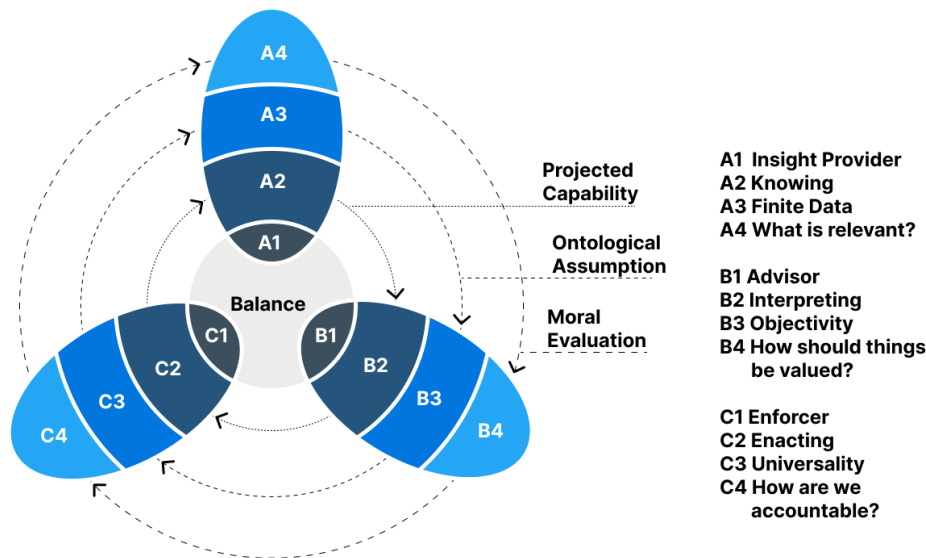 A4
A3
A2
A1
Balance
C1
C2
C3
C4
B1
B2
B3
B4
Projected
Capability
Ontological
Assumption
Moral
Evaluation
A1 Insight Provider
A2 Knowing
A3 Finite Data
A4 What is relevant?
B1 Advisor
B2 Interpreting
B3 Objectivity
B4 How should things
be valued?
C1 Enforcer
C2 Enacting
C3 Universality
C4 How are we
accountable?